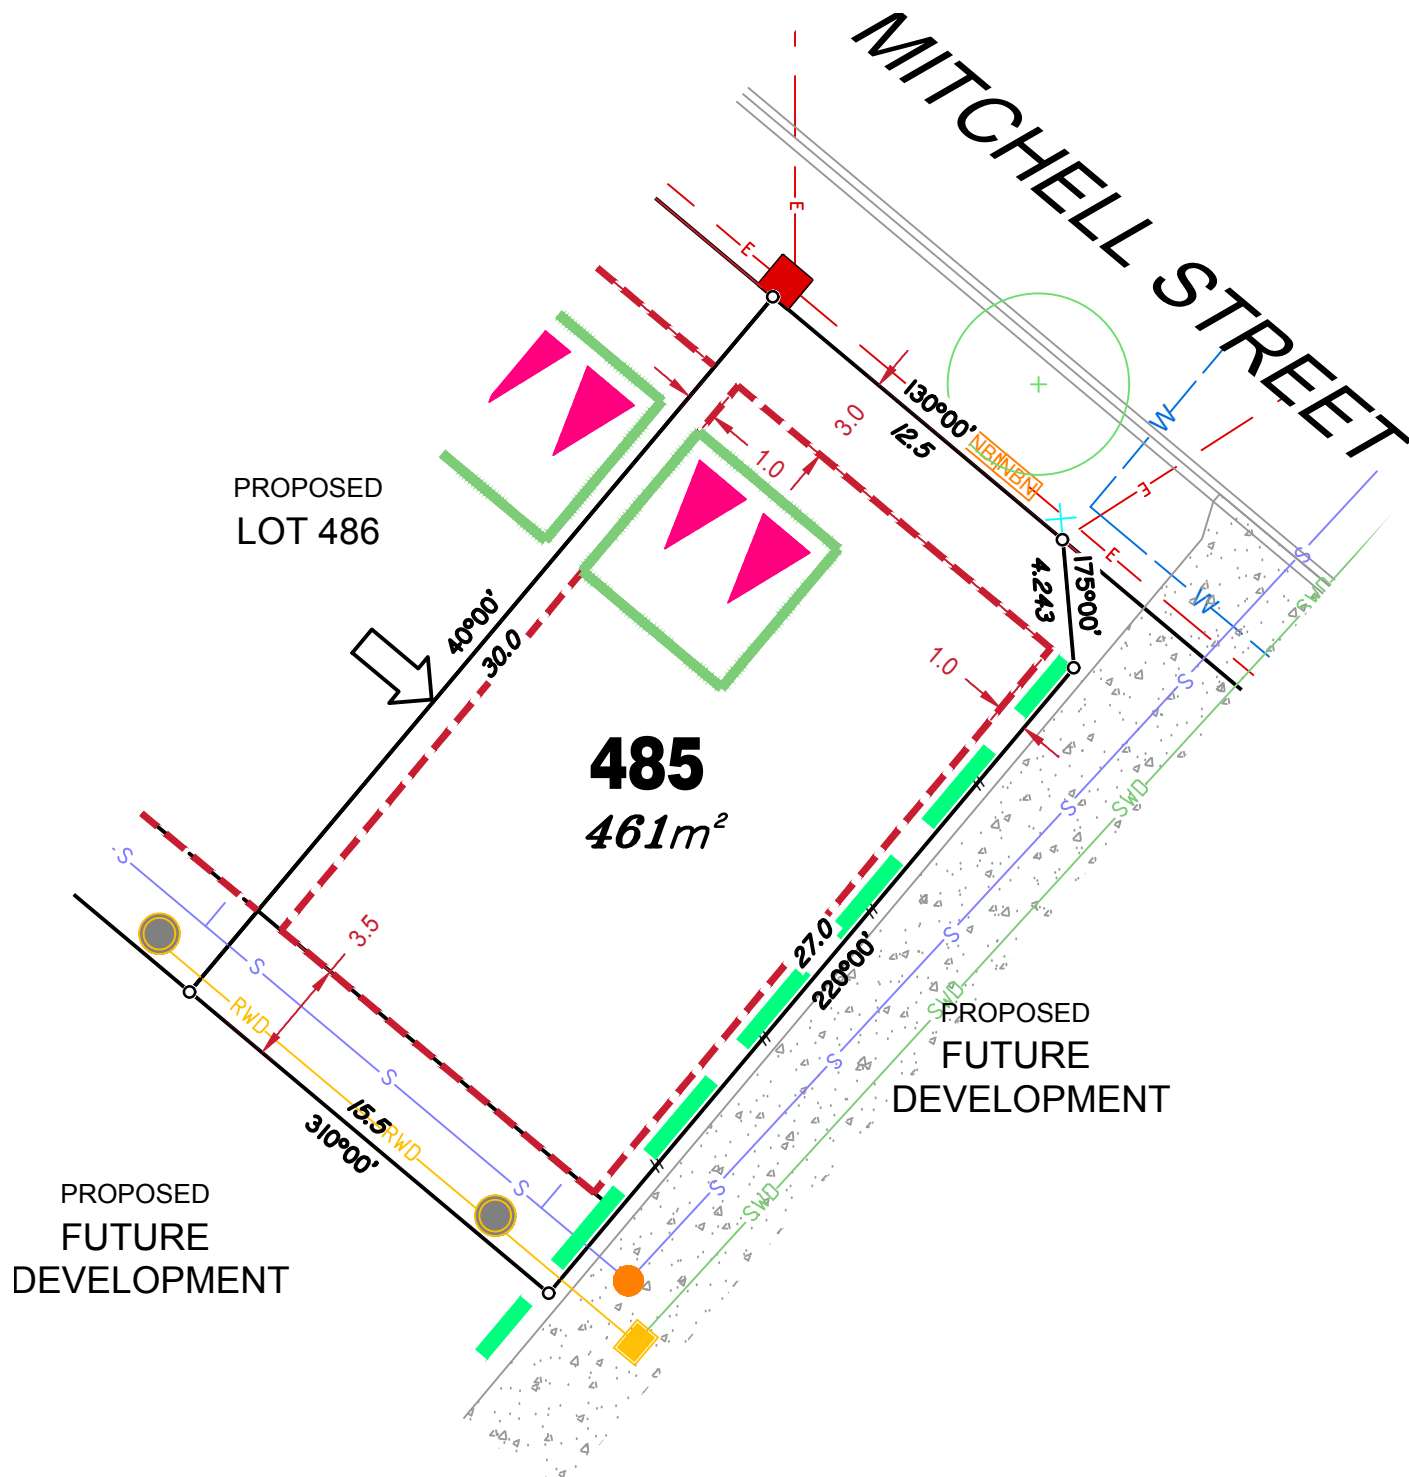 MITCHELL STREET
E
E
130°00'
12.5
3.0
1.0
NBN
NBN
W
E
E
W
S
SWD
PROPOSED
LOT 486
40°00'
30.0
175°00'
4.243
1.0
S
485
461m²
S
SWD
S
3.5
27.0
220°00'
S
SWD
S
RWD
PROPOSED
FUTURE
DEVELOPMENT
S
S
15.5
RWD
310°00'
S
S
SWD
PROPOSED
FUTURE
DEVELOPMENT